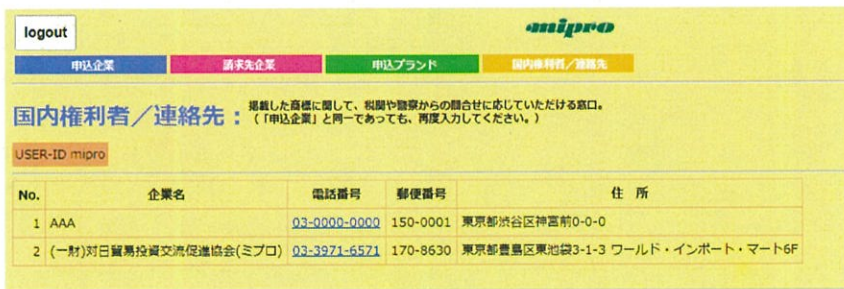 logout
mipro
申込企業 請求先企業 申込ブランド 国内権利者／連絡先
国内権利者／連絡先：
掲載した商標に関して、税関や警察からの問合せに応じていただける窓口。
（「申込企業」と同一であっても、再度入力してください。）
USER-ID mipro
No. 企業名 電話番号 郵便番号 住 所
1 AAA 03-0000-0000 150-0001 東京都渋谷区神宮前0-0-0
2 (一財)対日貿易投資交流促進協会(ミプロ) 03-3971-6571 170-8630 東京都豊島区東池袋3-1-3 ワールド・インポート・マート6F